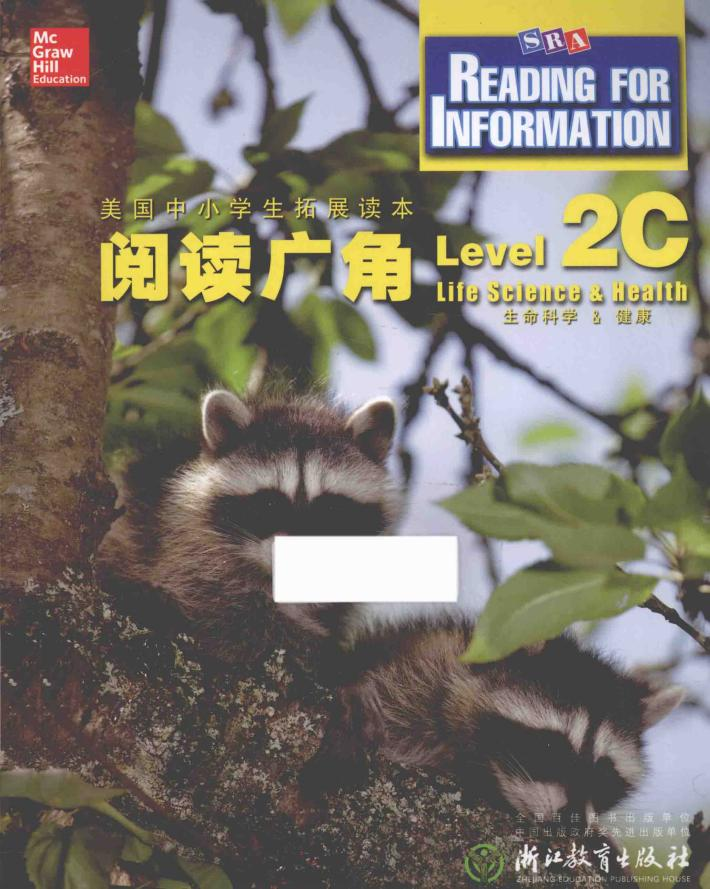 Mc
Graw
Hill
Education
SRA
READING FOR
INFORMATION
美国中小学生拓展读本
阅读广角
Level 2C
Life Science & Health
生命科学 & 健康
全国百佳图书出版单位
中国出版政府奖先进出版单位
浙江教育出版社
ZHEJIANG EDUCATION PUBLISHING HOUSE